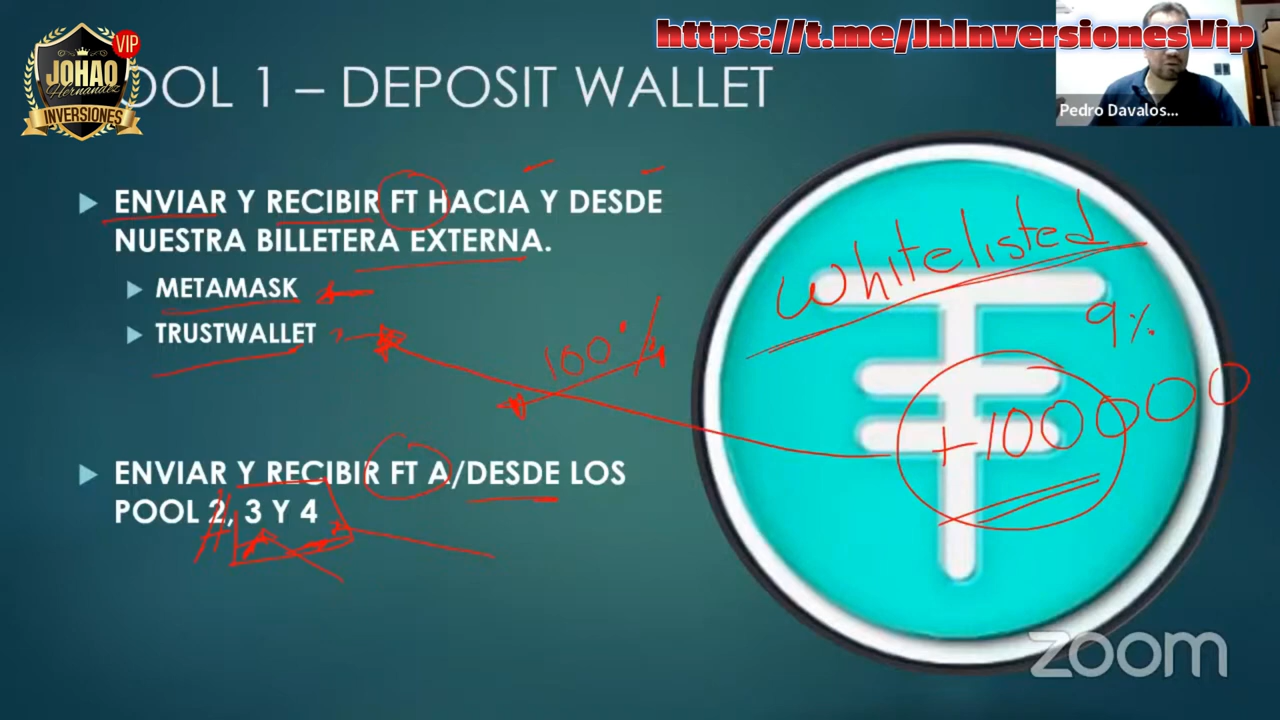 https://t.me/JhInversionesVip
VIP
JOHAO
Hernandez
INVERSIONES
OOL 1 – DEPOSIT WALLET
Pedro Davalos...
ENVIAR Y RECIBIR FT HACIA Y DESDE
NUESTRA BILLETERA EXTERNA.
METAMASK
TRUSTWALLET
100%
Whitelisted
9%
+100000
ENVIAR Y RECIBIR FT A/DESDE LOS
POOL 2, 3 Y 4
zoom